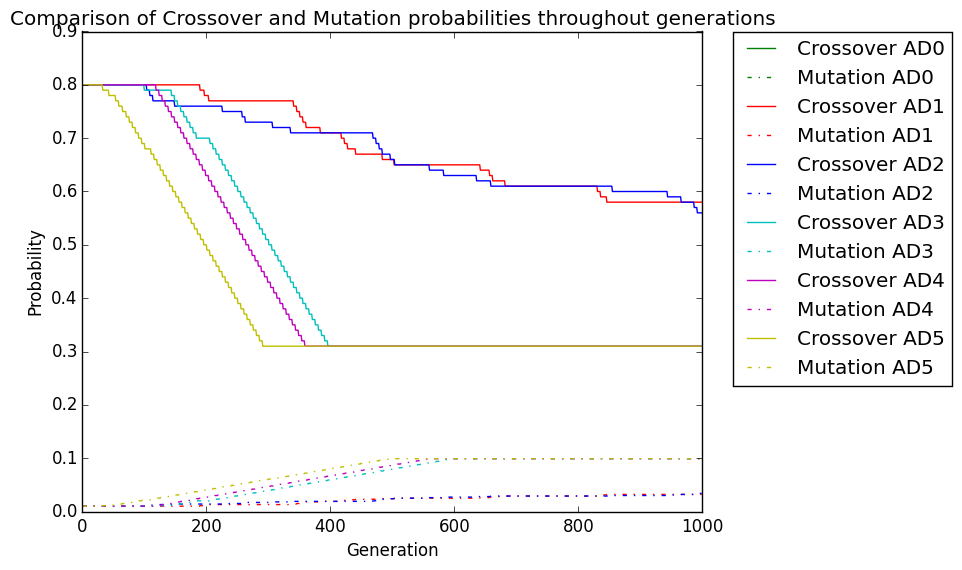 Comparison of Crossover and Mutation probabilities throughout generations
0.9
0.8
0.7
0.6
0.5
0.4
0.3
0.2
0.1
0.0
Probability
0 200 400 600 800 1000
Generation
Crossover AD0
Mutation AD0
Crossover AD1
Mutation AD1
Crossover AD2
Mutation AD2
Crossover AD3
Mutation AD3
Crossover AD4
Mutation AD4
Crossover AD5
Mutation AD5